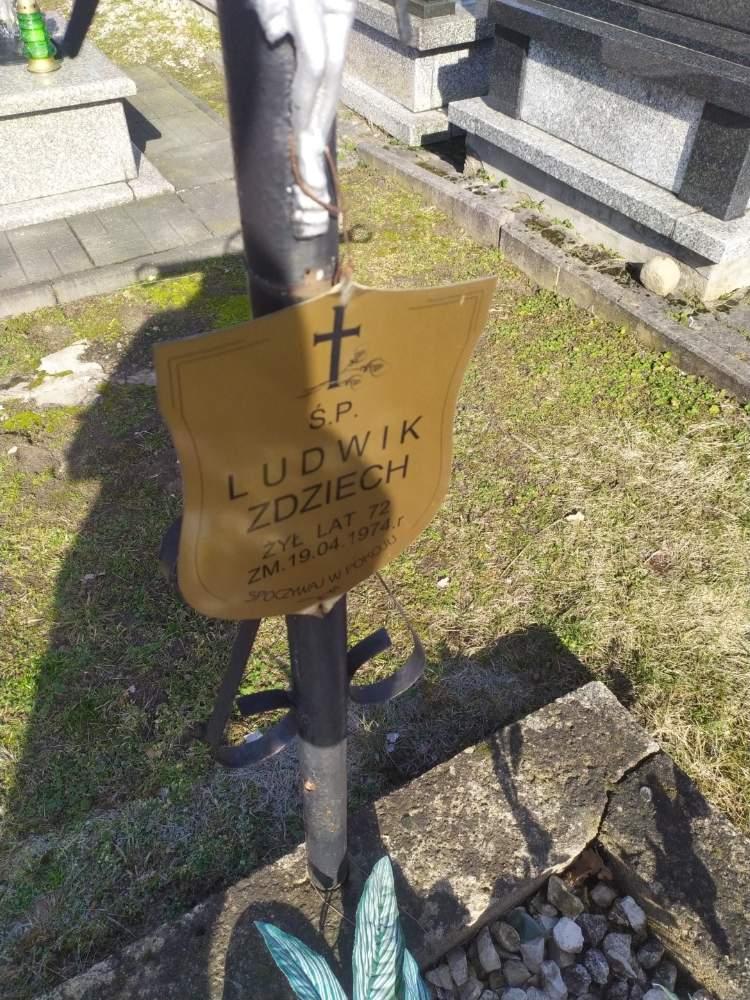 Ś.P.
LUDWIK
ZDZIECH
ŻYŁ LAT 72
ZM.19.04.1974.r
SPOCZYWAJ W POKOJU